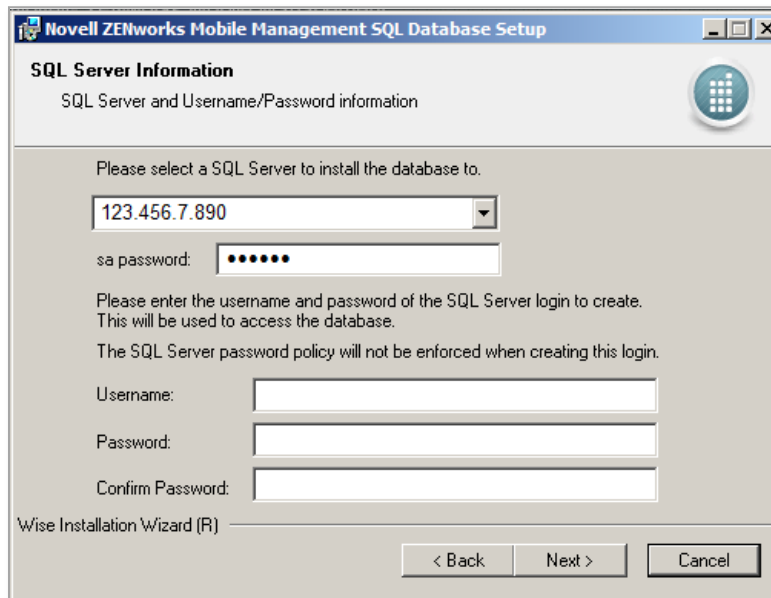 Novell ZENworks Mobile Management SQL Database Setup
SQL Server Information
SQL Server and Username/Password information
Please select a SQL Server to install the database to.
123.456.7.890
sa password: ●●●●●●
Please enter the username and password of the SQL Server login to create.
This will be used to access the database.
The SQL Server password policy will not be enforced when creating this login.
Username:
Password:
Confirm Password:
Wise Installation Wizard (R)
< Back Next > Cancel